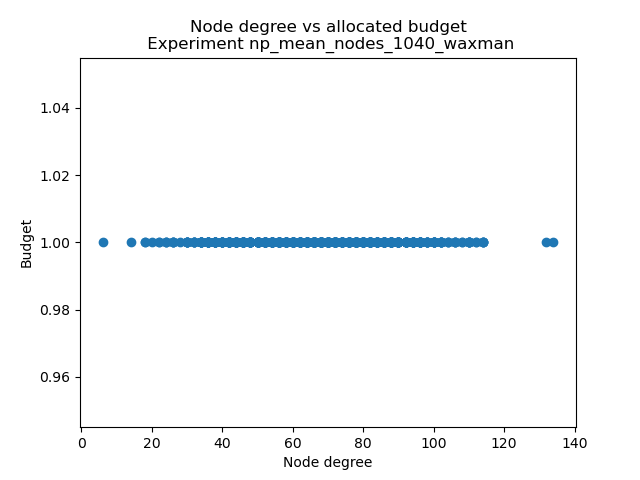 Node degree vs allocated budget
Experiment np_mean_nodes_1040_waxman
1.04
1.02
1.00
0.98
0.96
Budget
0 20 40 60 80 100 120 140
Node degree